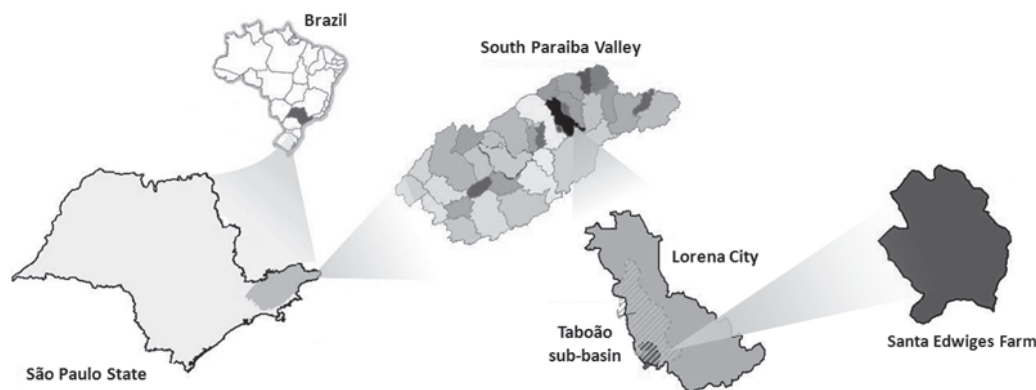 Brazil
South Paraiba Valley
Lorena City
Taboão
sub-basin
Santa Edwiges Farm
São Paulo State